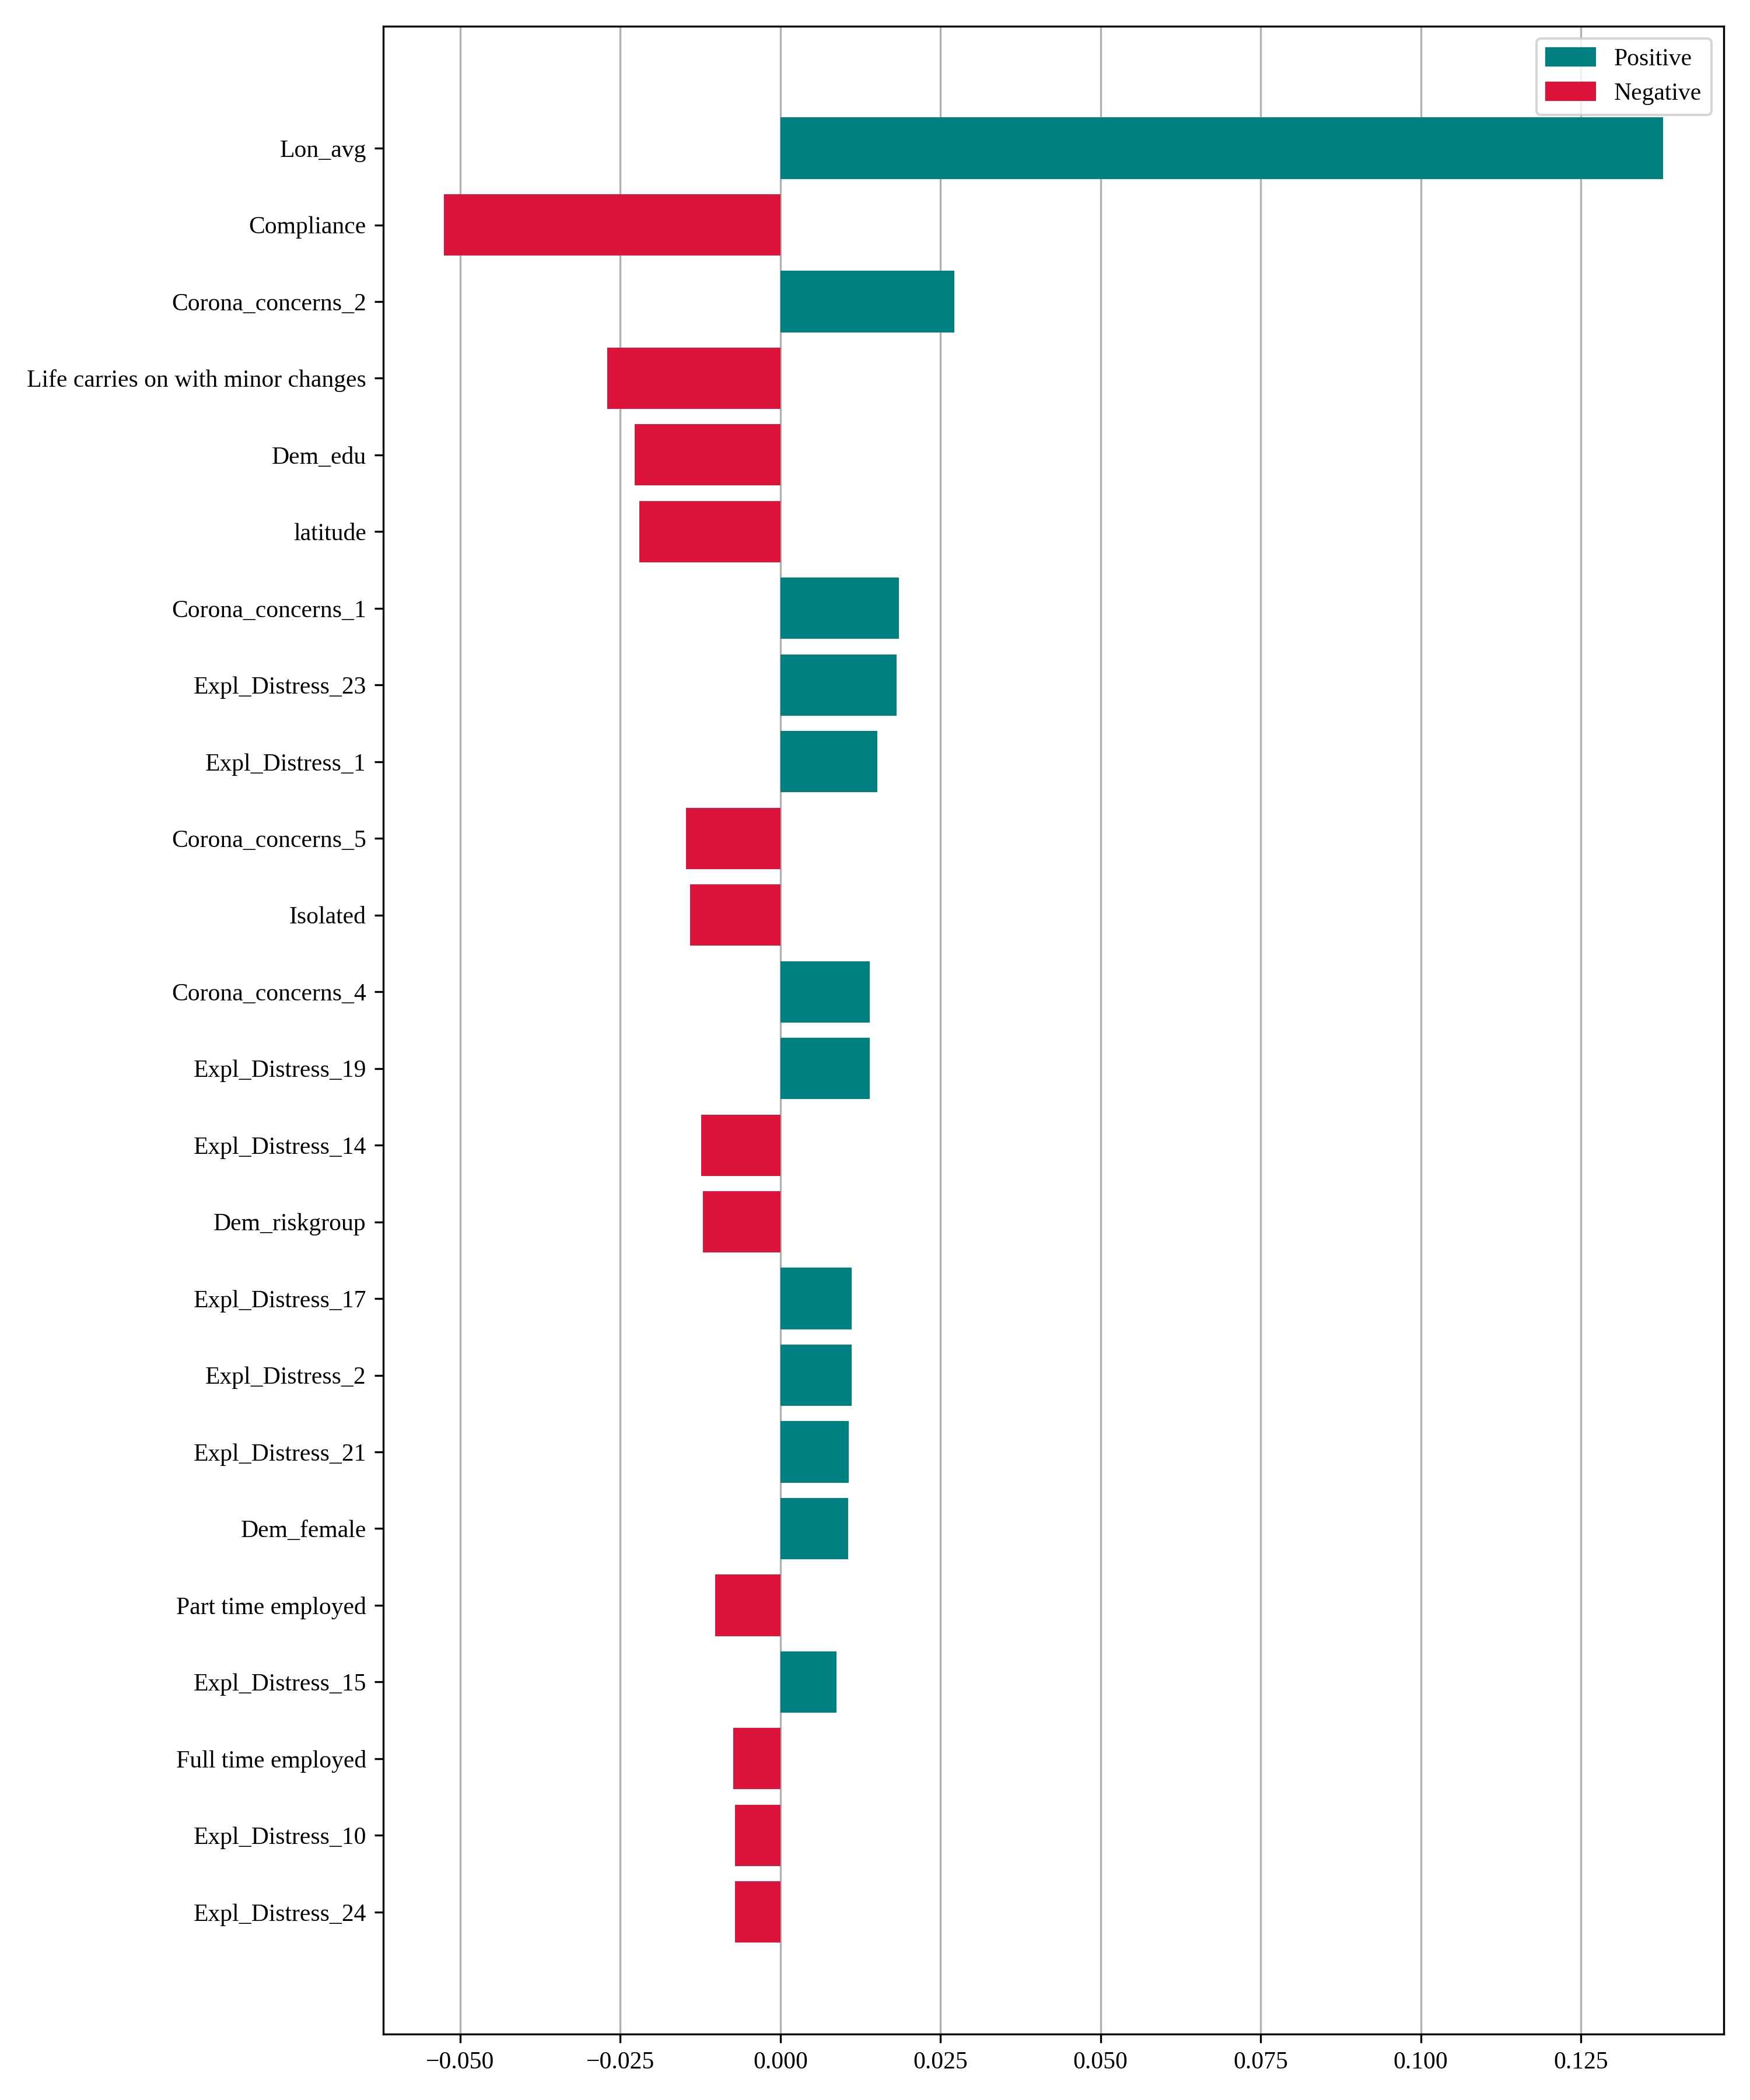 Positive
Negative
Lon_avg
Compliance
Corona_concerns_2
Life carries on with minor changes
Dem_edu
latitude
Corona_concerns_1
Expl_Distress_23
Expl_Distress_1
Corona_concerns_5
Isolated
Corona_concerns_4
Expl_Distress_19
Expl_Distress_14
Dem_riskgroup
Expl_Distress_17
Expl_Distress_2
Expl_Distress_21
Dem_female
Part time employed
Expl_Distress_15
Full time employed
Expl_Distress_10
Expl_Distress_24
−0.050 −0.025 0.000 0.025 0.050 0.075 0.100 0.125